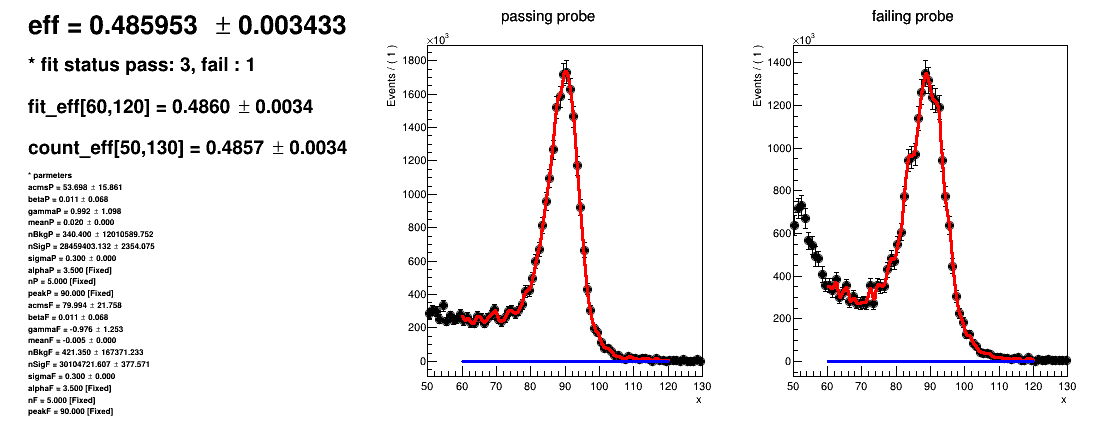 eff = 0.485953 ± 0.003433
* fit status pass: 3, fail : 1
fit_eff[60,120] = 0.4860 ± 0.0034
count_eff[50,130] = 0.4857 ± 0.0034
* parmeters
acmsP = 53.698 ± 15.861
betaP = 0.011 ± 0.068
gammaP = 0.992 ± 1.098
meanP = 0.020 ± 0.000
nBkgP = 340.400 ± 12010589.752
nSigP = 28459403.132 ± 2354.075
sigmaP = 0.300 ± 0.000
alphaP = 3.500 [Fixed]
nP = 5.000 [Fixed]
peakP = 90.000 [Fixed]
acmsF = 79.994 ± 21.758
betaF = 0.011 ± 0.068
gammaF = -0.976 ± 1.253
meanF = -0.005 ± 0.000
nBkgF = 421.350 ± 167371.233
nSigF = 30104721.607 ± 377.571
sigmaF = 0.300 ± 0.000
alphaF = 3.500 [Fixed]
nF = 5.000 [Fixed]
peakF = 90.000 [Fixed]
passing probe
×10³
Events / ( 1 )
1800
1600
1400
1200
1000
800
600
400
200
0
50 60 70 80 90 100 110 120 130
x
failing probe
×10³
Events / ( 1 )
1400
1200
1000
800
600
400
200
0
50 60 70 80 90 100 110 120 130
x